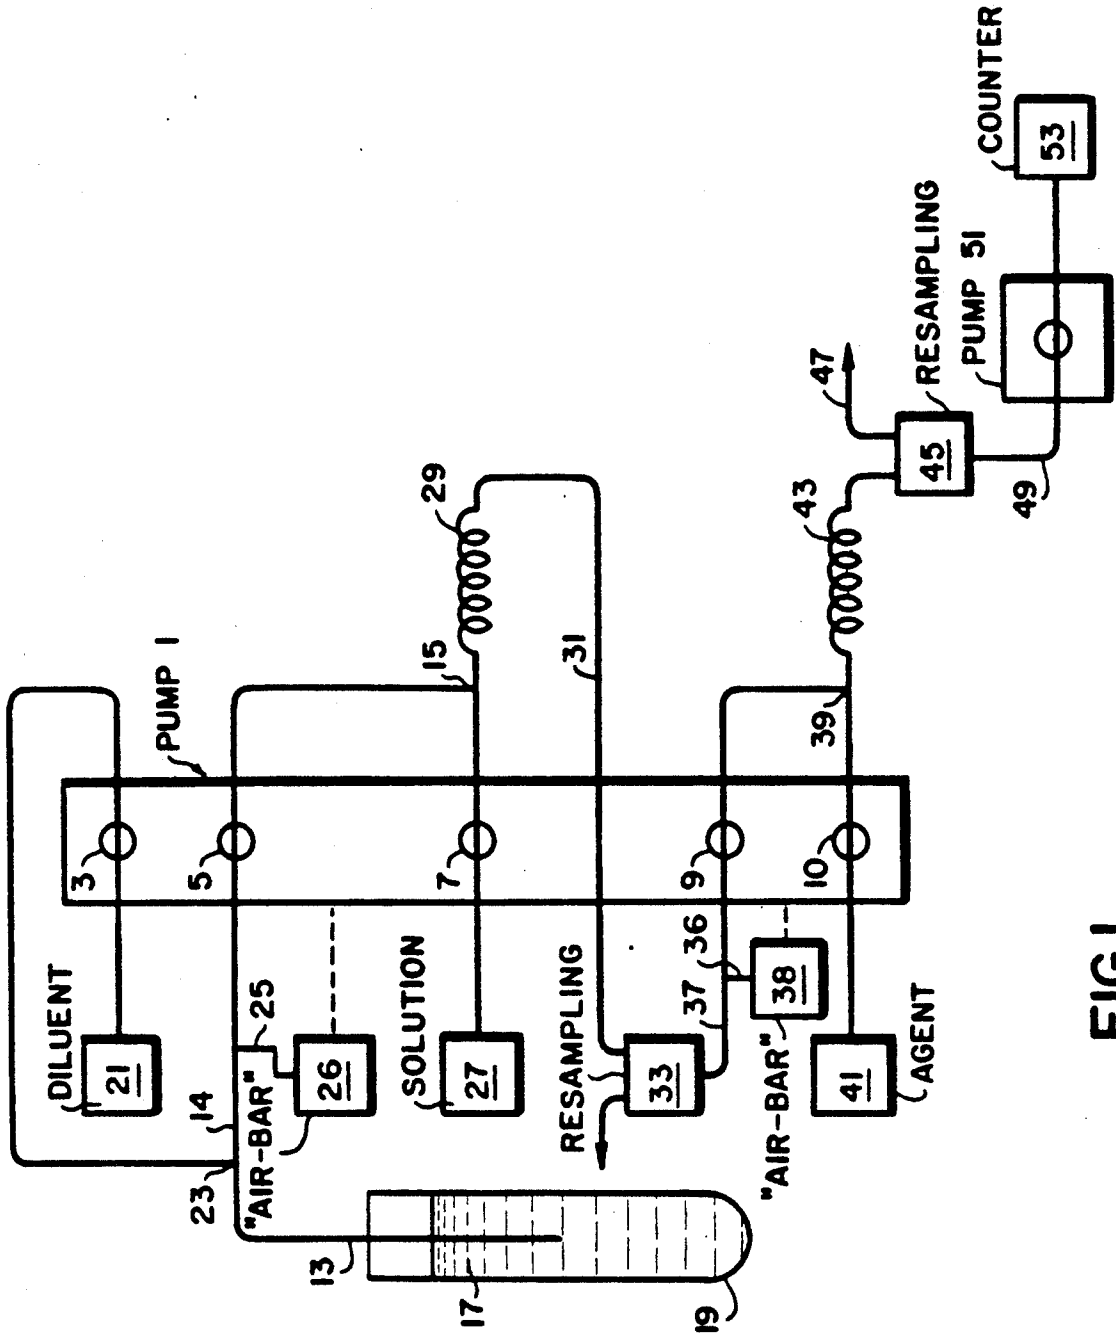 DILUENT
21
3
PUMP 1
23
14
25
5
"AIR-BAR"
26
13
17
19
SOLUTION
27
7
15
29
31
RESAMPLING
33
37
36
9
39
"AIR-BAR"
38
10
41
AGENT
43
47
45
RESAMPLING
49
PUMP 51
COUNTER
53
FIG. 1